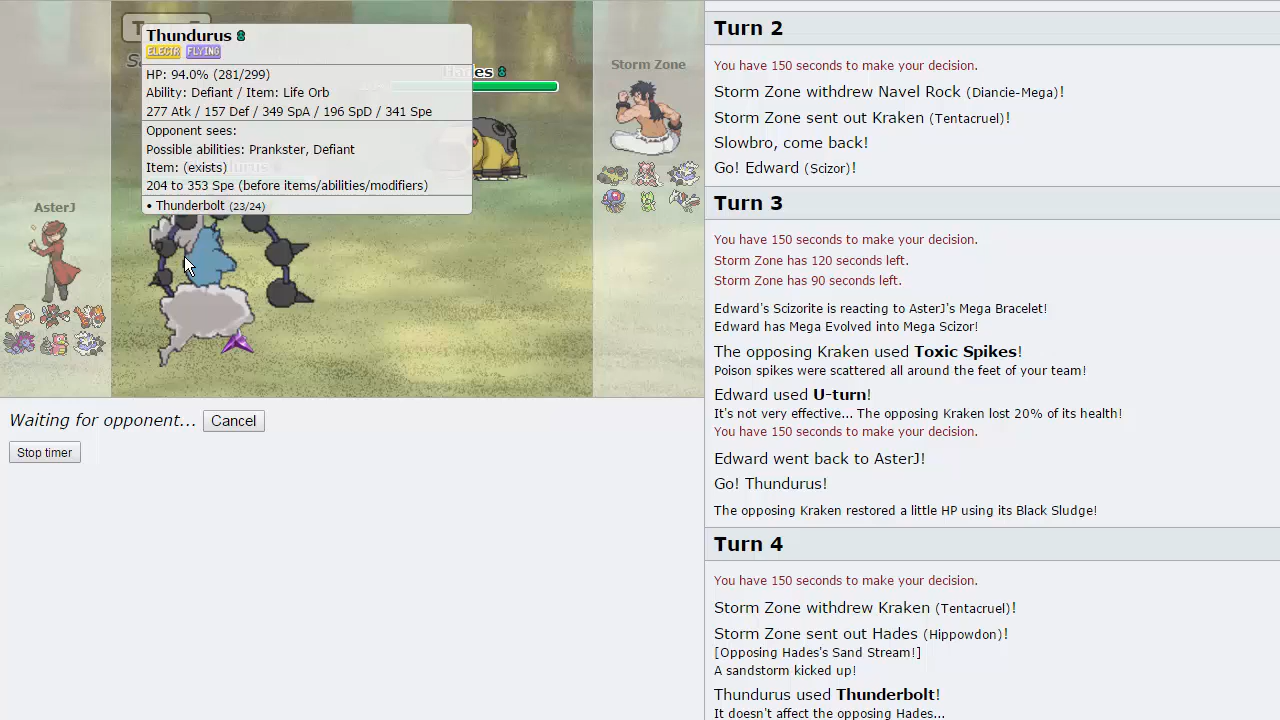 Thundurus
ELECTR FLYING
HP: 94.0% (281/299)
Ability: Defiant / Item: Life Orb
277 Atk / 157 Def / 349 SpA / 196 SpD / 341 Spe
Opponent sees:
Possible abilities: Prankster, Defiant
Item: (exists)
204 to 353 Spe (before items/abilities/modifiers)
• Thunderbolt (23/24)
Storm Zone
AsterJ
Waiting for opponent... Cancel
Stop timer
Turn 2
You have 150 seconds to make your decision.
Storm Zone withdrew Navel Rock (Diancie-Mega)!
Storm Zone sent out Kraken (Tentacruel)!
Slowbro, come back!
Go! Edward (Scizor)!
Turn 3
You have 150 seconds to make your decision.
Storm Zone has 120 seconds left.
Storm Zone has 90 seconds left.
Edward's Scizorite is reacting to AsterJ's Mega Bracelet!
Edward has Mega Evolved into Mega Scizor!
The opposing Kraken used Toxic Spikes!
Poison spikes were scattered all around the feet of your team!
Edward used U-turn!
It's not very effective... The opposing Kraken lost 20% of its health!
You have 150 seconds to make your decision.
Edward went back to AsterJ!
Go! Thundurus!
The opposing Kraken restored a little HP using its Black Sludge!
Turn 4
You have 150 seconds to make your decision.
Storm Zone withdrew Kraken (Tentacruel)!
Storm Zone sent out Hades (Hippowdon)!
[Opposing Hades's Sand Stream!]
A sandstorm kicked up!
Thundurus used Thunderbolt!
It doesn't affect the opposing Hades...